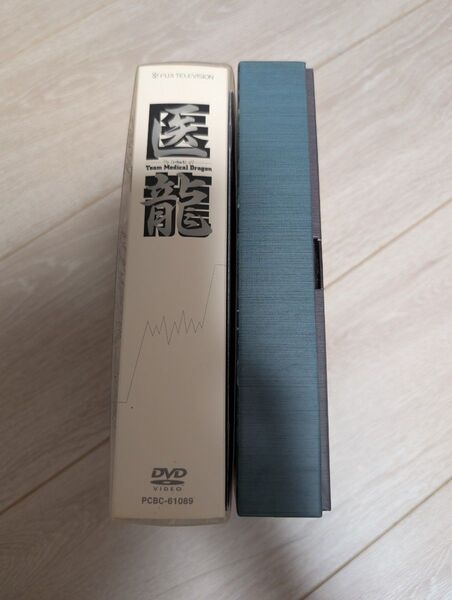 FUJI TELEVISION
医
Team Medical Dragon
龍
DVD
VIDEO
PCBC-61089